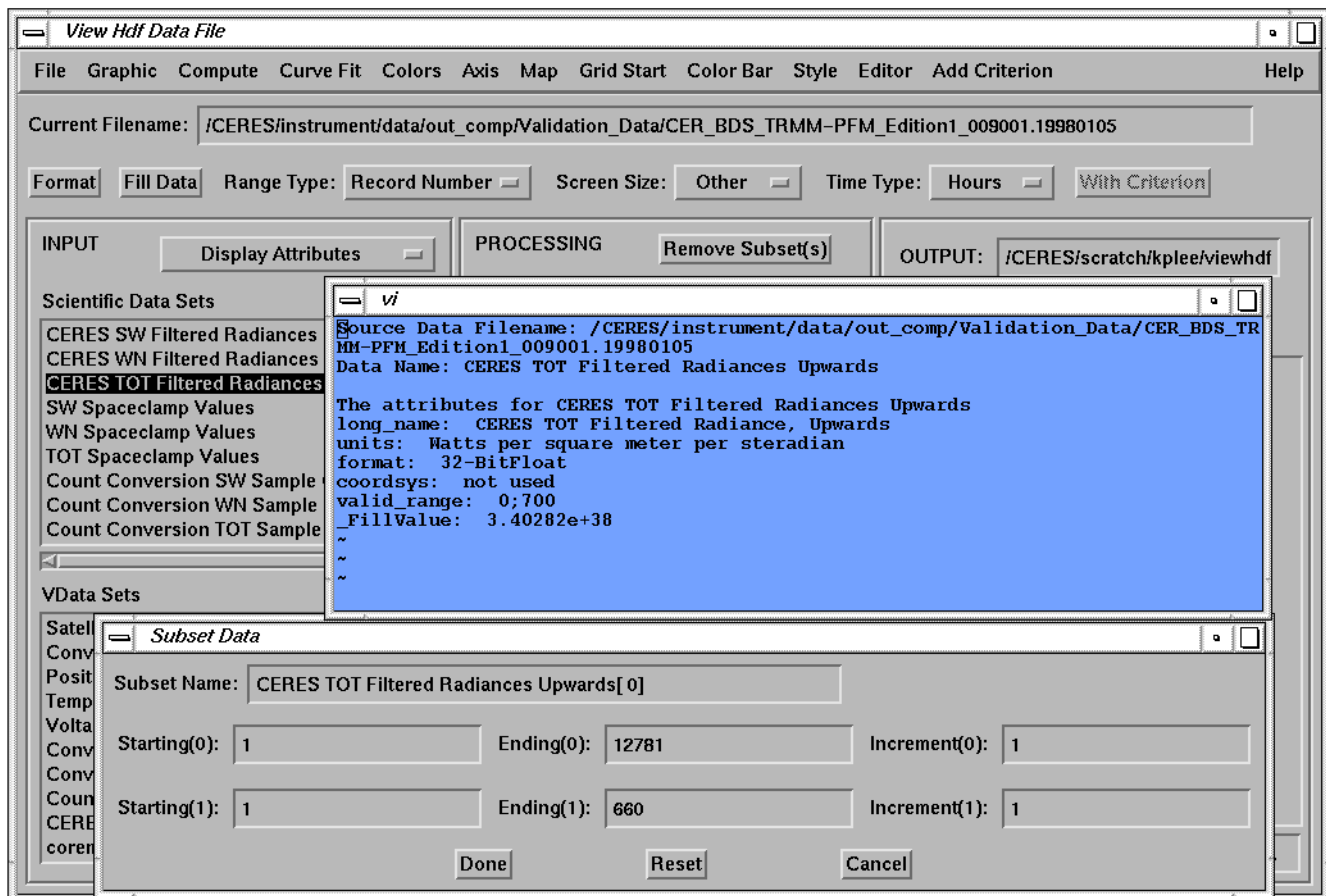 View Hdf Data File
File Graphic Compute Curve Fit Colors Axis Map Grid Start Color Bar Style Editor Add Criterion Help
Current Filename: /CERES/instrument/data/out_comp/Validation_Data/CER_BDS_TRMM-PFM_Edition1_009001.19980105
Format Fill Data Range Type: Record Number Screen Size: Other Time Type: Hours With Criterion
INPUT Display Attributes PROCESSING Remove Subset(s) OUTPUT: /CERES/scratch/kplee/viewhdf
Scientific Data Sets
CERES SW Filtered Radiances
CERES WN Filtered Radiances
CERES TOT Filtered Radiances
SW Spaceclamp Values
WN Spaceclamp Values
TOT Spaceclamp Values
Count Conversion SW Sample
Count Conversion WN Sample
Count Conversion TOT Sample
vi
Source Data Filename: /CERES/instrument/data/out_comp/Validation_Data/CER_BDS_TR
MM-PFM_Edition1_009001.19980105
Data Name: CERES TOT Filtered Radiances Upwards
The attributes for CERES TOT Filtered Radiances Upwards
long_name: CERES TOT Filtered Radiance, Upwards
units: Watts per square meter per steradian
format: 32-BitFloat
coordsys: not used
valid_range: 0;700
_FillValue: 3.40282e+38
~
~
~
VData Sets
Satell
Conv
Posit
Temp
Volta
Conv
Conv
Coun
CERE
corem
Subset Data
Subset Name: CERES TOT Filtered Radiances Upwards[ 0]
Starting(0): 1 Ending(0): 12781 Increment(0): 1
Starting(1): 1 Ending(1): 660 Increment(1): 1
Done Reset Cancel